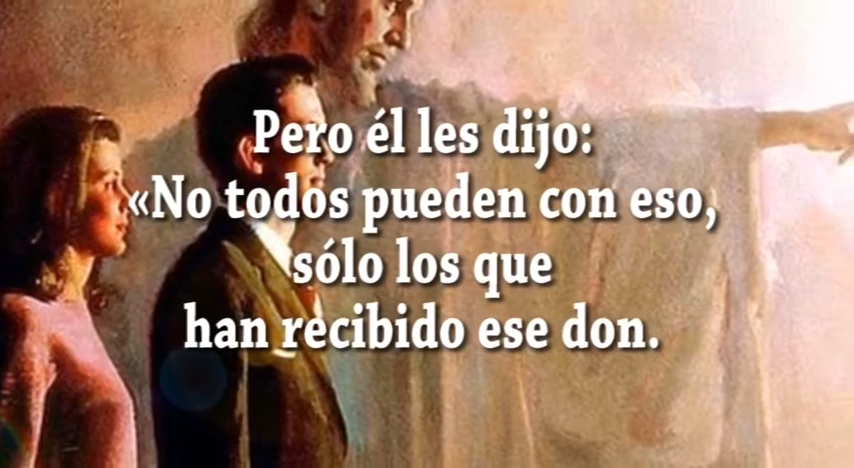 Pero él les dijo:
«No todos pueden con eso,
sólo los que
han recibido ese don.